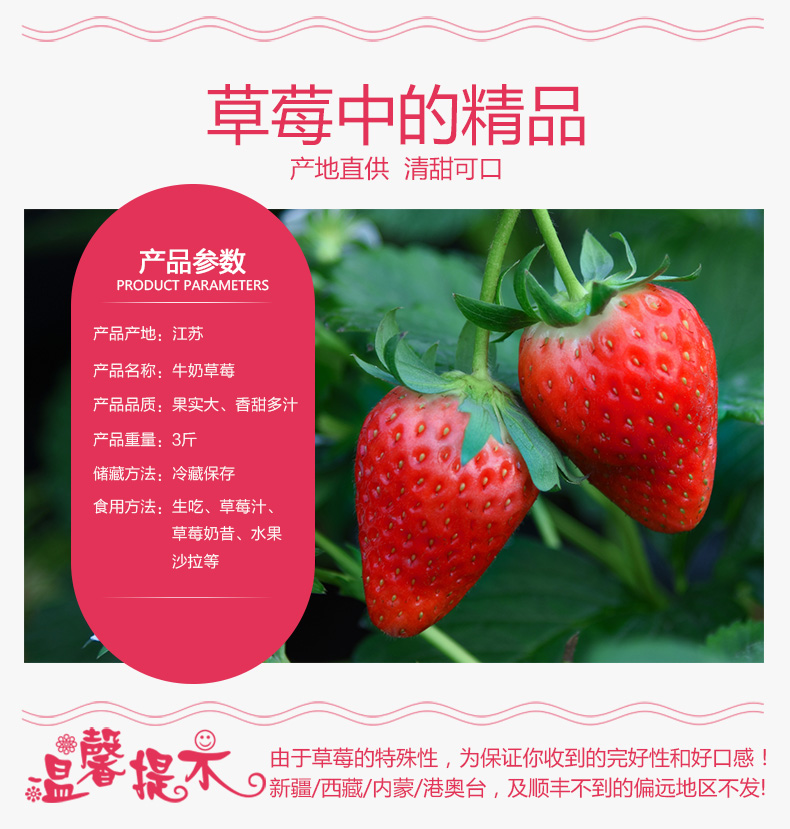 草莓中的精品
产地直供 清甜可口
产品参数
PRODUCT PARAMETERS
产品产地：江苏
产品名称：牛奶草莓
产品品质：果实大、香甜多汁
产品重量：3斤
储藏方法：冷藏保存
食用方法：生吃、草莓汁、
草莓奶昔、水果
沙拉等
温馨提示
由于草莓的特殊性，为保证你收到的完好性和好口感！
新疆/西藏/内蒙/港奥台，及顺丰不到的偏远地区不发!